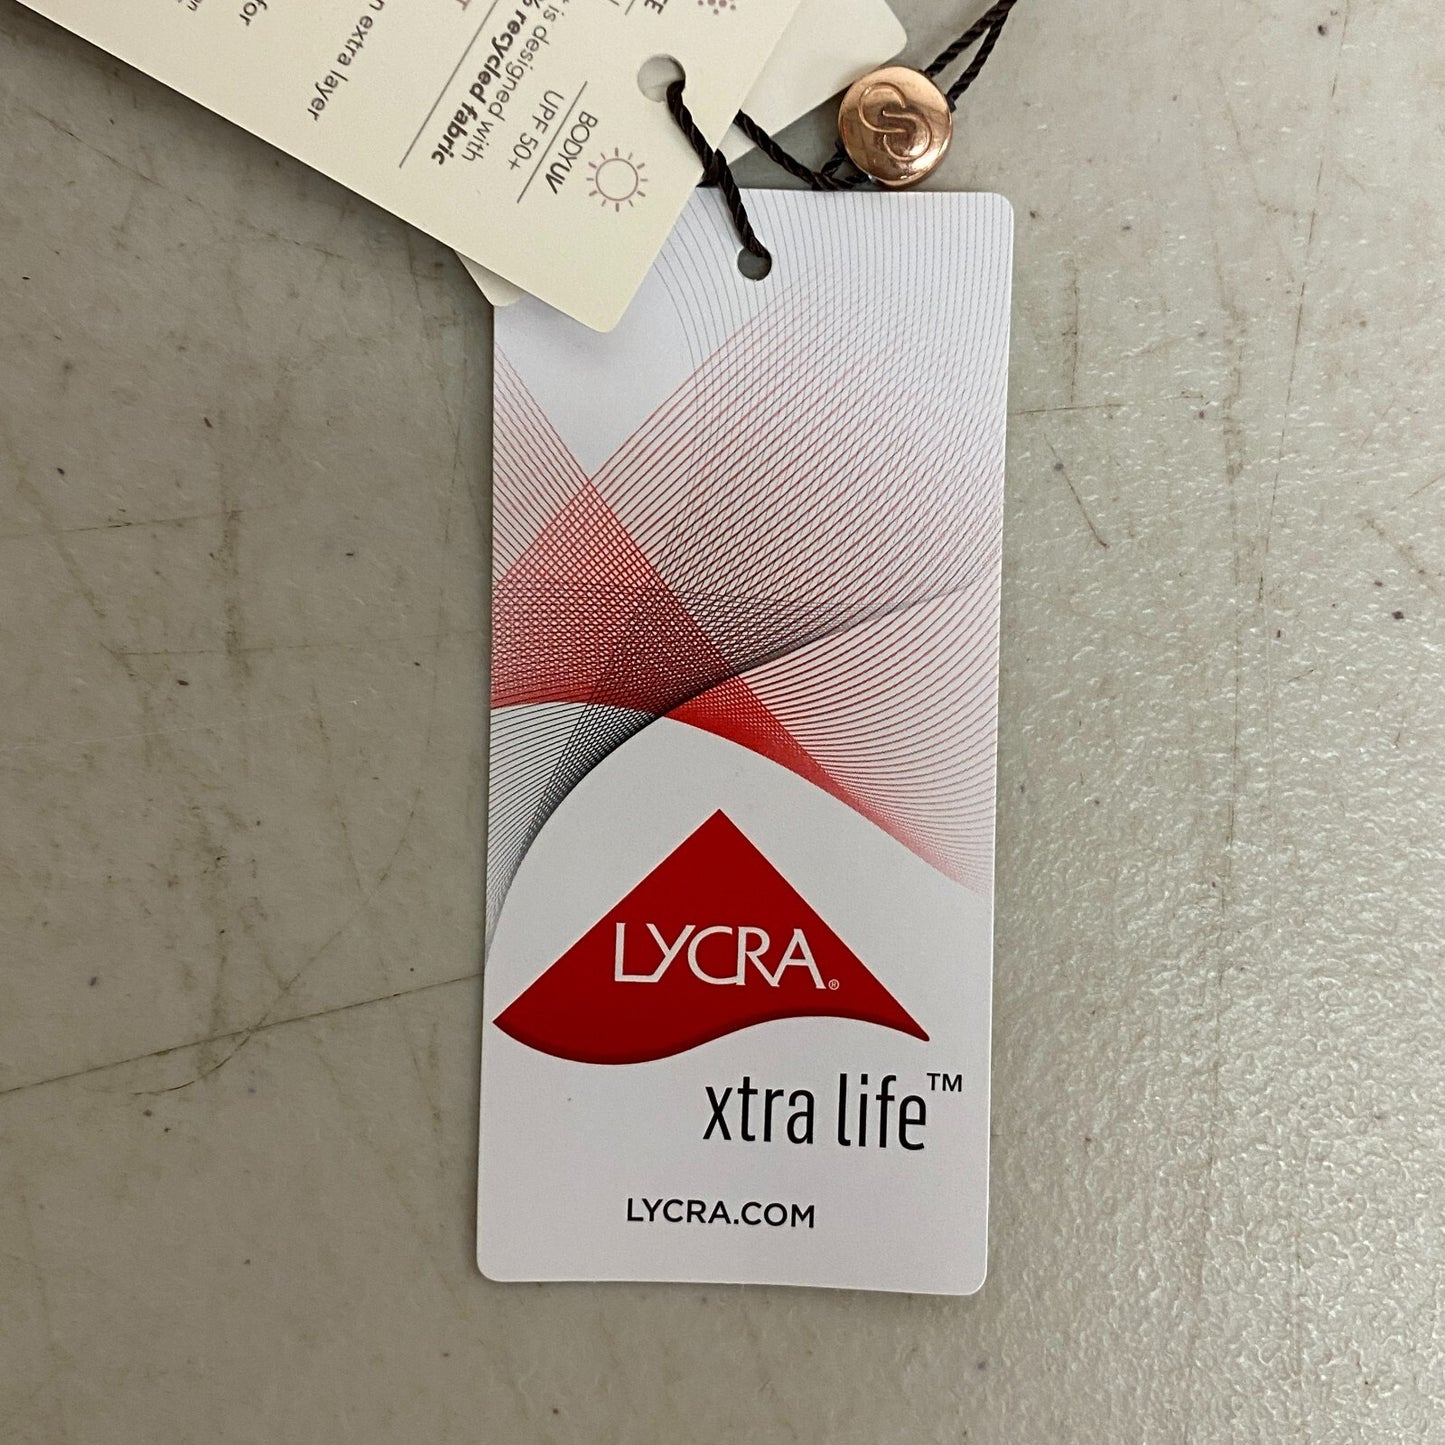 for
n extra layer
is designed with
% recycled fabric
BODYUV
UPF 50+
LYCRA®
xtra life™
LYCRA.COM